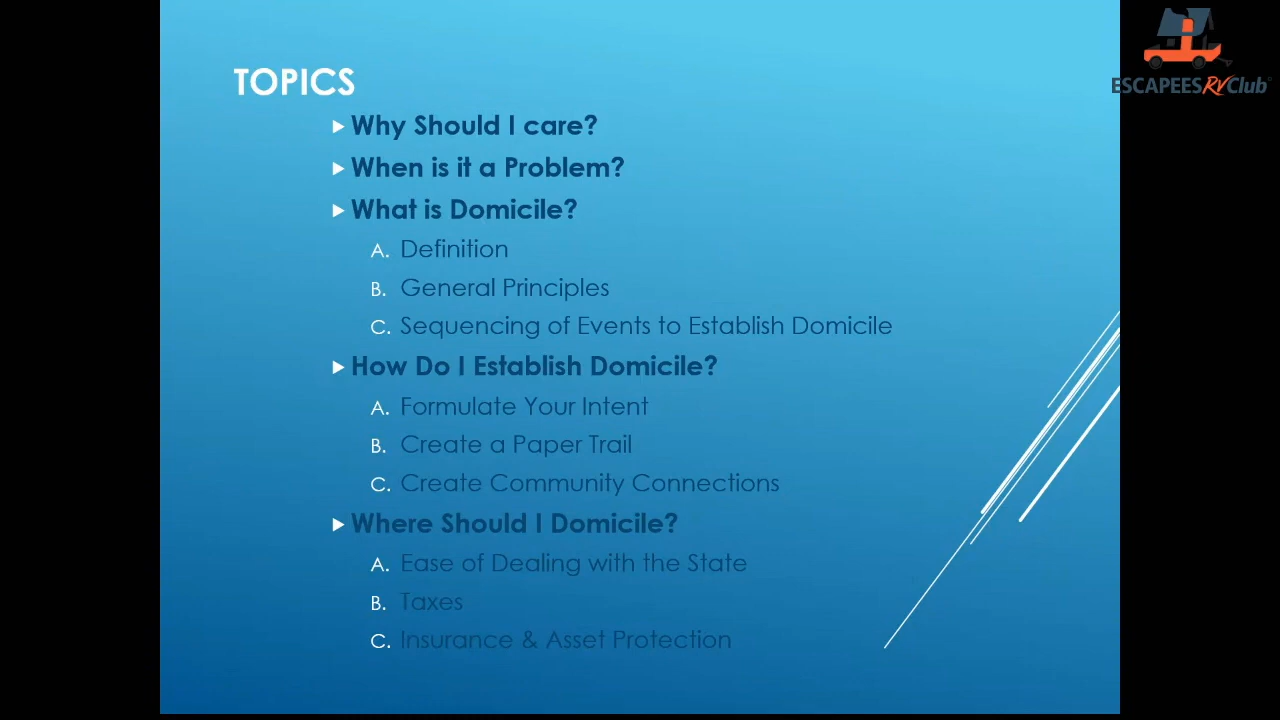 ESCAPEES RV Club
TOPICS
Why Should I care?
When is it a Problem?
What is Domicile?
A. Definition
B. General Principles
C. Sequencing of Events to Establish Domicile
How Do I Establish Domicile?
A. Formulate Your Intent
B. Create a Paper Trail
C. Create Community Connections
Where Should I Domicile?
A. Ease of Dealing with the State
B. Taxes
C. Insurance & Asset Protection